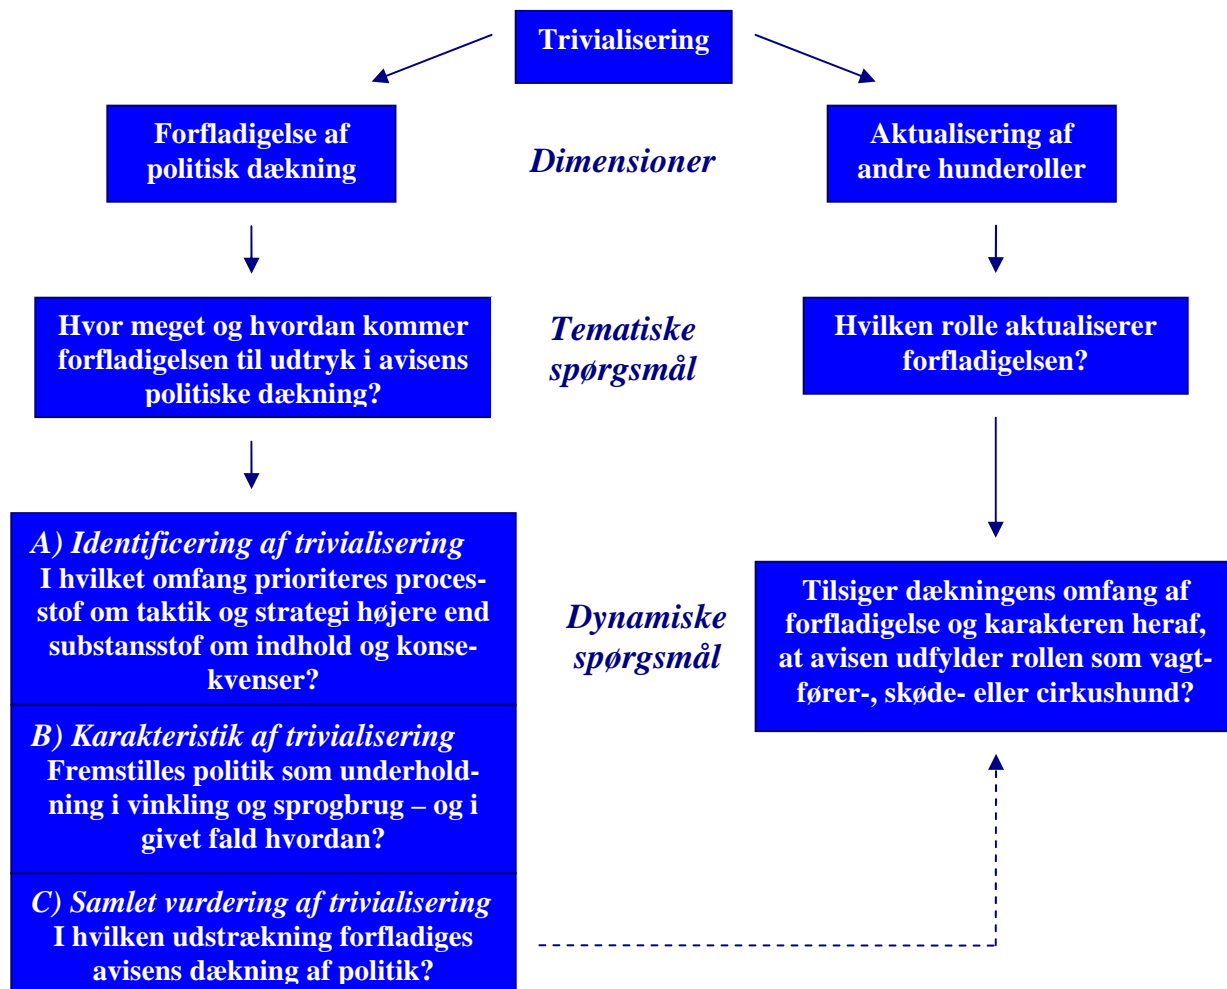 Trivialisering
Forfladigelse af
politisk dækning
Dimensioner
Aktualisering af
andre hunderoller
Hvor meget og hvordan kommer
forfladigelsen til udtryk i avisens
politiske dækning?
Tematiske
spørgsmål
Hvilken rolle aktualiserer
forfladigelsen?
A) Identificering af trivialisering
I hvilket omfang prioriteres proces-
stof om taktik og strategi højere end
substansstof om indhold og konse-
kvenser?
B) Karakteristik af trivialisering
Fremstilles politik som underhold-
ning i vinkling og sprogbrug – og i
givet fald hvordan?
C) Samlet vurdering af trivialisering
I hvilken udstrækning forfladiges
avisens dækning af politik?
Dynamiske
spørgsmål
Tilsiger dækningens omfang af
forfladigelse og karakteren heraf,
at avisen udfylder rollen som vagt-
fører-, skøde- eller cirkushund?